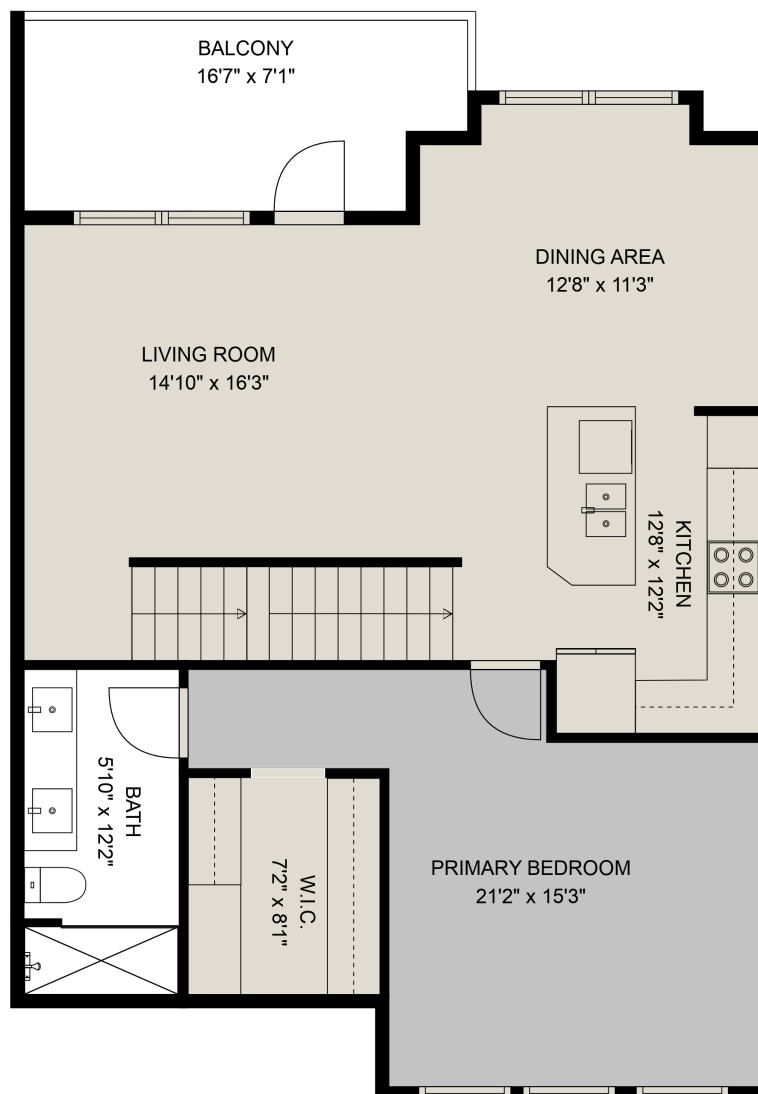 BALCONY
16'7" x 7'1"
DINING AREA
12'8" x 11'3"
LIVING ROOM
14'10" x 16'3"
KITCHEN
12'8" x 12'2"
BATH
5'10" x 12'2"
W.I.C.
7'2" x 8'1"
PRIMARY BEDROOM
21'2" x 15'3"